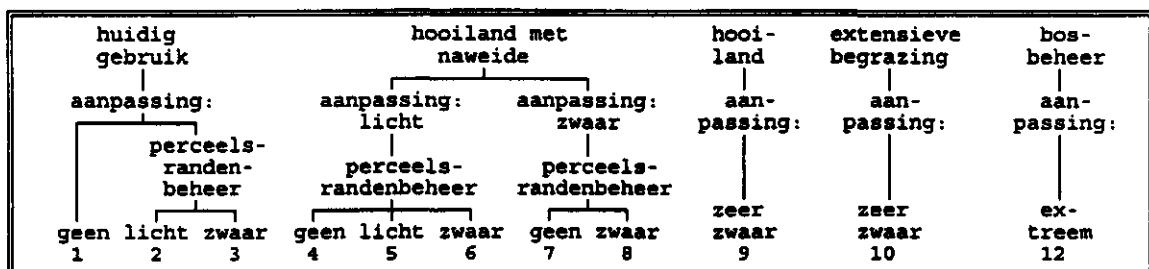 huidig hooiland met hooi- extensieve bos-
gebruik naweide land begrazing beheer
aanpassing: aanpassing: aanpassing: aan- aan- aan-
licht zwaar passing: passing: passing:
perceels-
randen- perceels- perceels-
beheer randenbeheer randenbeheer
zeer zeer ex-
geen licht zwaar geen licht zwaar geen zwaar zwaar zwaar treem
1 2 3 4 5 6 7 8 9 10 12